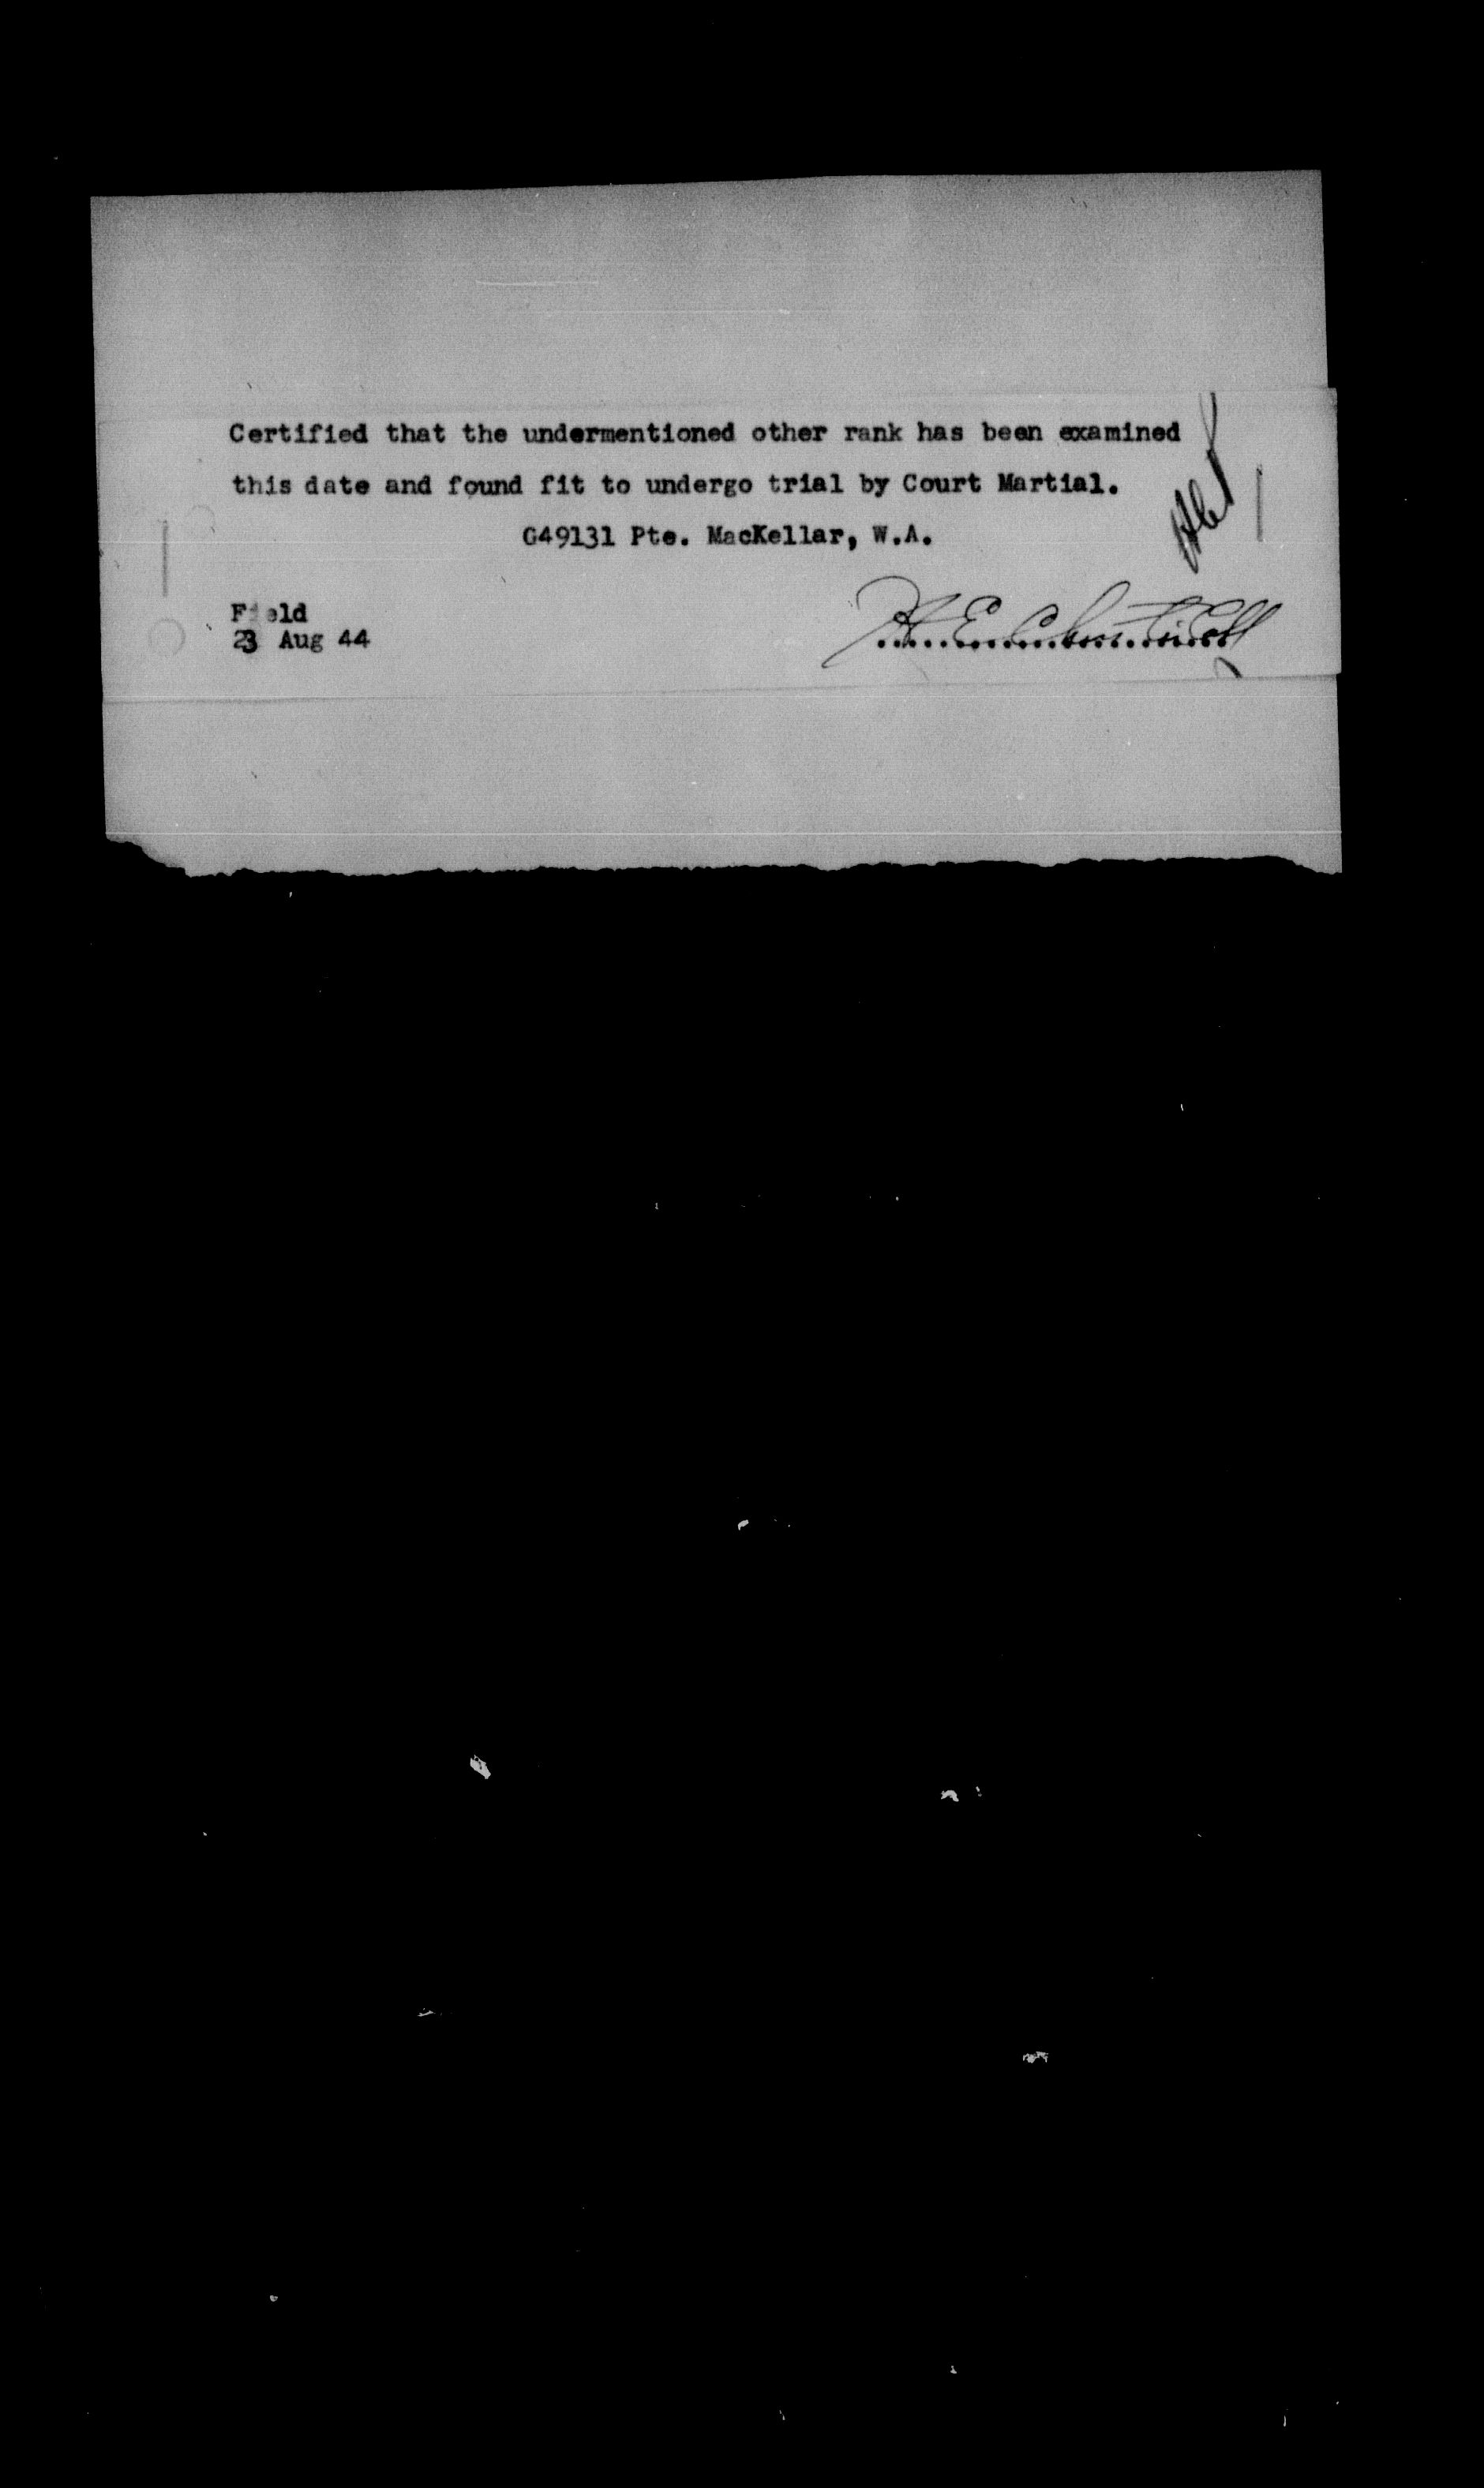 Certified that the undermentioned other rank has been examined
this date and found fit to undergo trial by Court Martial.
G49131 Pte. MacKellar, W.A.
Field
23 Aug 44